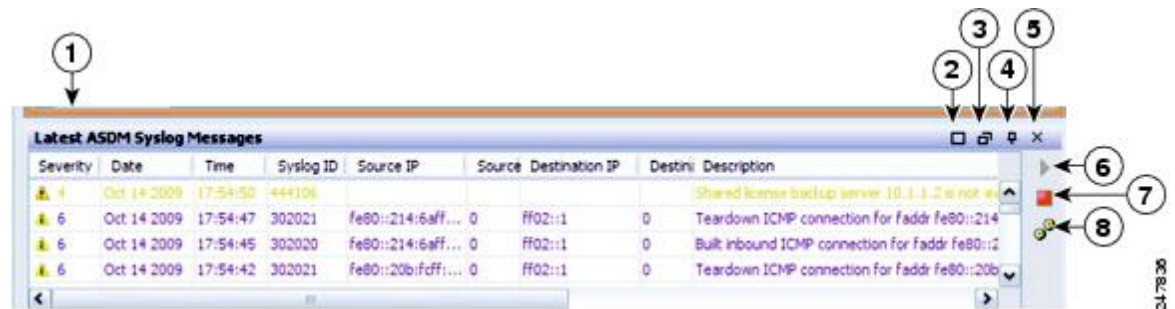 3 5
1 2 4
Latest ASDM Syslog Messages
Severity Date Time Syslog ID Source IP Source Destination IP Destin Description
4 Oct 14 2009 17:54:50 444106 Shared license backup server 10.1.1.2 is not
6 Oct 14 2009 17:54:47 302021 fe80::214:6aff... 0 ff02::1 0 Teardown ICMP connection for faddr fe80::214
6 Oct 14 2009 17:54:45 302020 fe80::214:6aff... 0 ff02::1 0 Built inbound ICMP connection for faddr fe80::2
6 Oct 14 2009 17:54:42 302021 fe80::20b:fcff:... 0 ff02::1 0 Teardown ICMP connection for faddr fe80::20b
6
7
8
247836